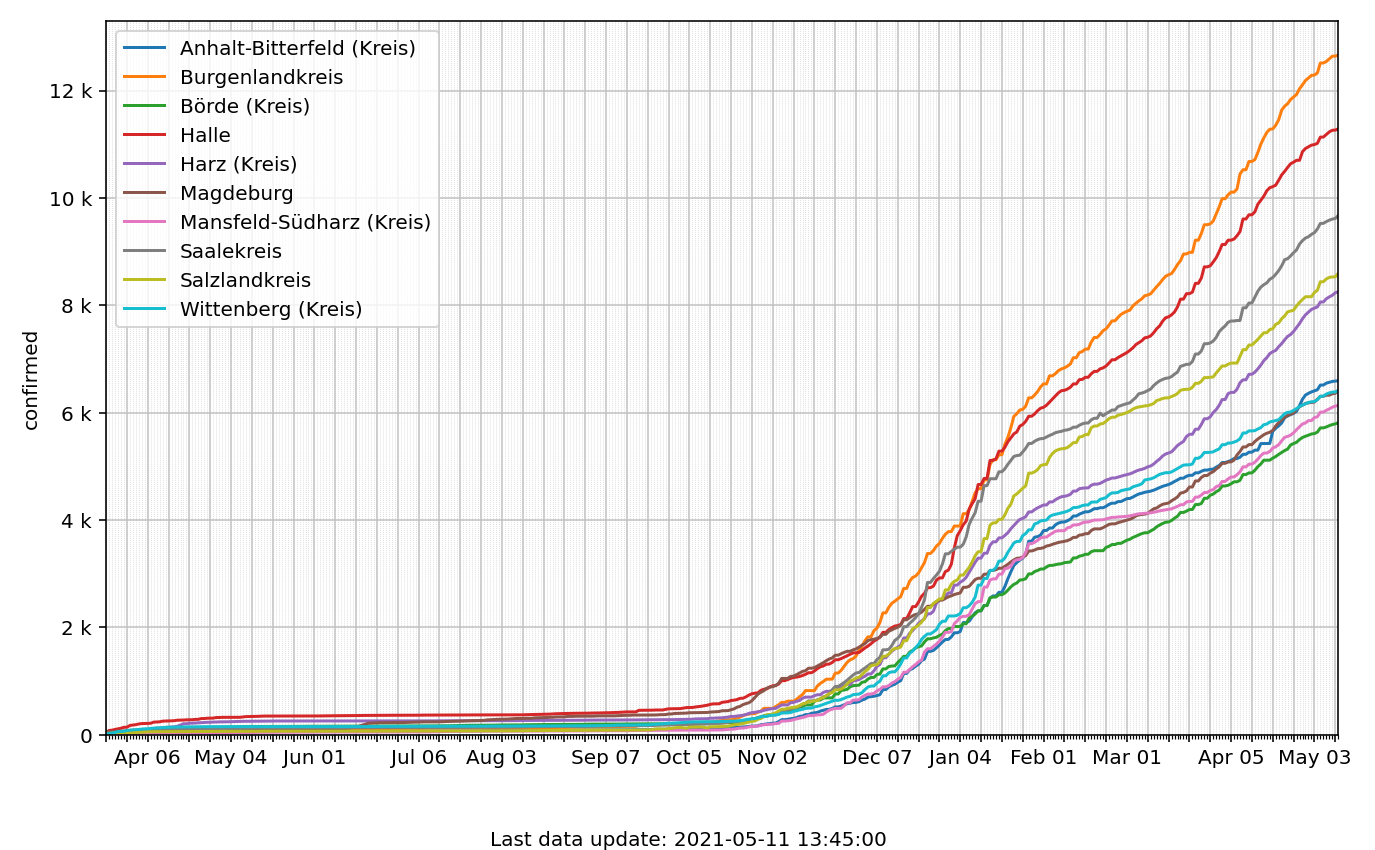 Anhalt-Bitterfeld (Kreis)
Burgenlandkreis
Börde (Kreis)
Halle
Harz (Kreis)
Magdeburg
Mansfeld-Südharz (Kreis)
Saalekreis
Salzlandkreis
Wittenberg (Kreis)
confirmed
12 k
10 k
8 k
6 k
4 k
2 k
0
Apr 06 May 04 Jun 01 Jul 06 Aug 03 Sep 07 Oct 05 Nov 02 Dec 07 Jan 04 Feb 01 Mar 01 Apr 05 May 03
Last data update: 2021-05-11 13:45:00